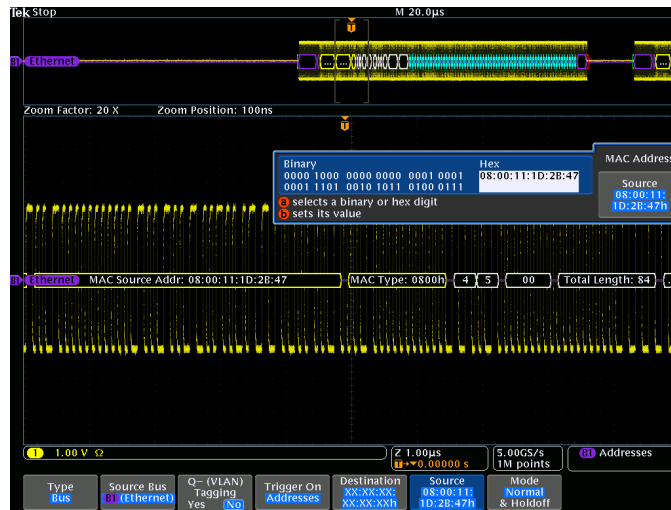 Tek Stop
M 20.0µs
T
B1 Ethernet
... ...
...
Zoom Factor: 20 X Zoom Position: 100ns
T
Binary Hex MAC Addres
0000 1000 0000 0000 0001 0001 08:00:11:1D:2B:47
0001 1101 0010 1011 0100 0111
a selects a binary or hex digit
b sets its value
Source
08:00:11:
1D:2B:47h
B1 Ethernet MAC Source Addr: 08:00:11:1D:2B:47 MAC Type: 0800h 4 5 00 Total Length: 84
1 1.00 V Ω
Z 1.00µs
T→▾0.00000 s
5.00GS/s
1M points
B1 Addresses
Type
Bus
Source Bus
B1 (Ethernet)
Q– (VLAN)
Tagging
Yes No
Trigger On
Addresses
Destination
XX:XX:XX:
XX:XX:XXh
Source
08:00:11:
1D:2B:47h
Mode
Normal
& Holdoff